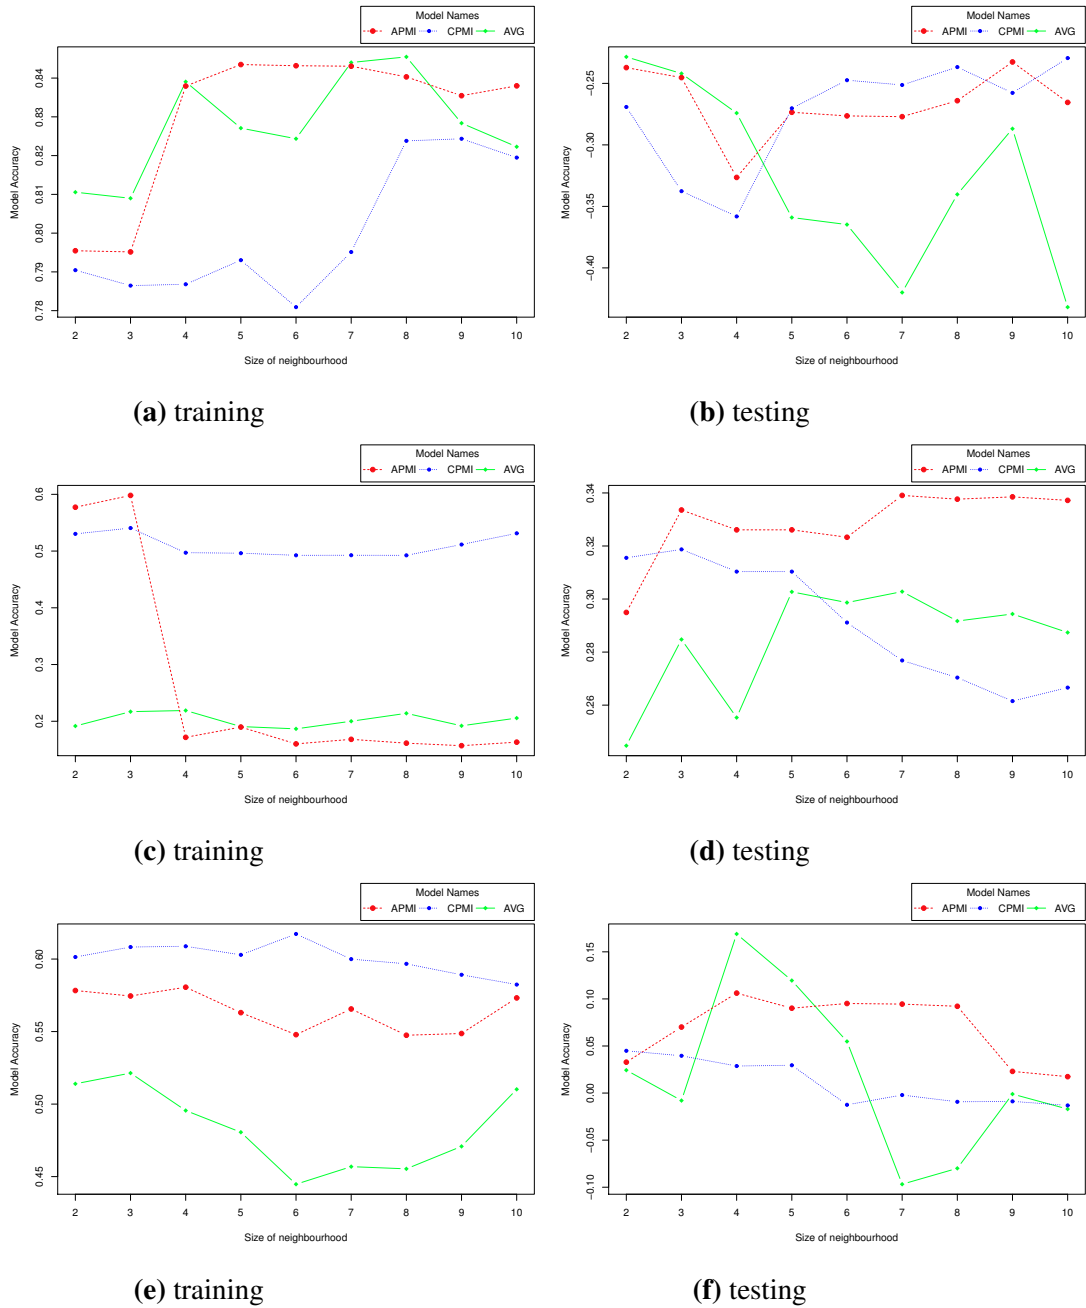 Model Names
APMI CPMI AVG
Model Accuracy
0.84
0.83
0.82
0.81
0.80
0.79
0.78
2 3 4 5 6 7 8 9 10
Size of neighbourhood
(a) training
Model Names
APMI CPMI AVG
Model Accuracy
−0.25
−0.30
−0.35
−0.40
2 3 4 5 6 7 8 9 10
Size of neighbourhood
(b) testing
Model Names
APMI CPMI AVG
Model Accuracy
0.6
0.5
0.4
0.3
0.2
2 3 4 5 6 7 8 9 10
Size of neighbourhood
(c) training
Model Names
APMI CPMI AVG
Model Accuracy
0.34
0.32
0.30
0.28
0.26
2 3 4 5 6 7 8 9 10
Size of neighbourhood
(d) testing
Model Names
APMI CPMI AVG
Model Accuracy
0.60
0.55
0.50
0.45
2 3 4 5 6 7 8 9 10
Size of neighbourhood
(e) training
Model Names
APMI CPMI AVG
Model Accuracy
0.15
0.10
0.05
0.00
−0.05
−0.10
2 3 4 5 6 7 8 9 10
Size of neighbourhood
(f) testing